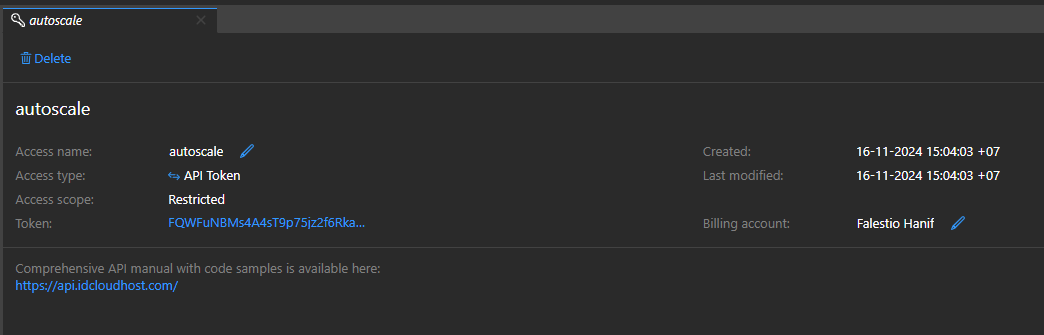 autoscale
Delete
autoscale
Access name: autoscale
Created: 16-11-2024 15:04:03 +07
Access type: API Token
Last modified: 16-11-2024 15:04:03 +07
Access scope: Restricted
Token: FQWFuNBMs4A4sT9p75jz2f6Rka...
Billing account: Falestio Hanif
Comprehensive API manual with code samples is available here:
https://api.idcloudhost.com/